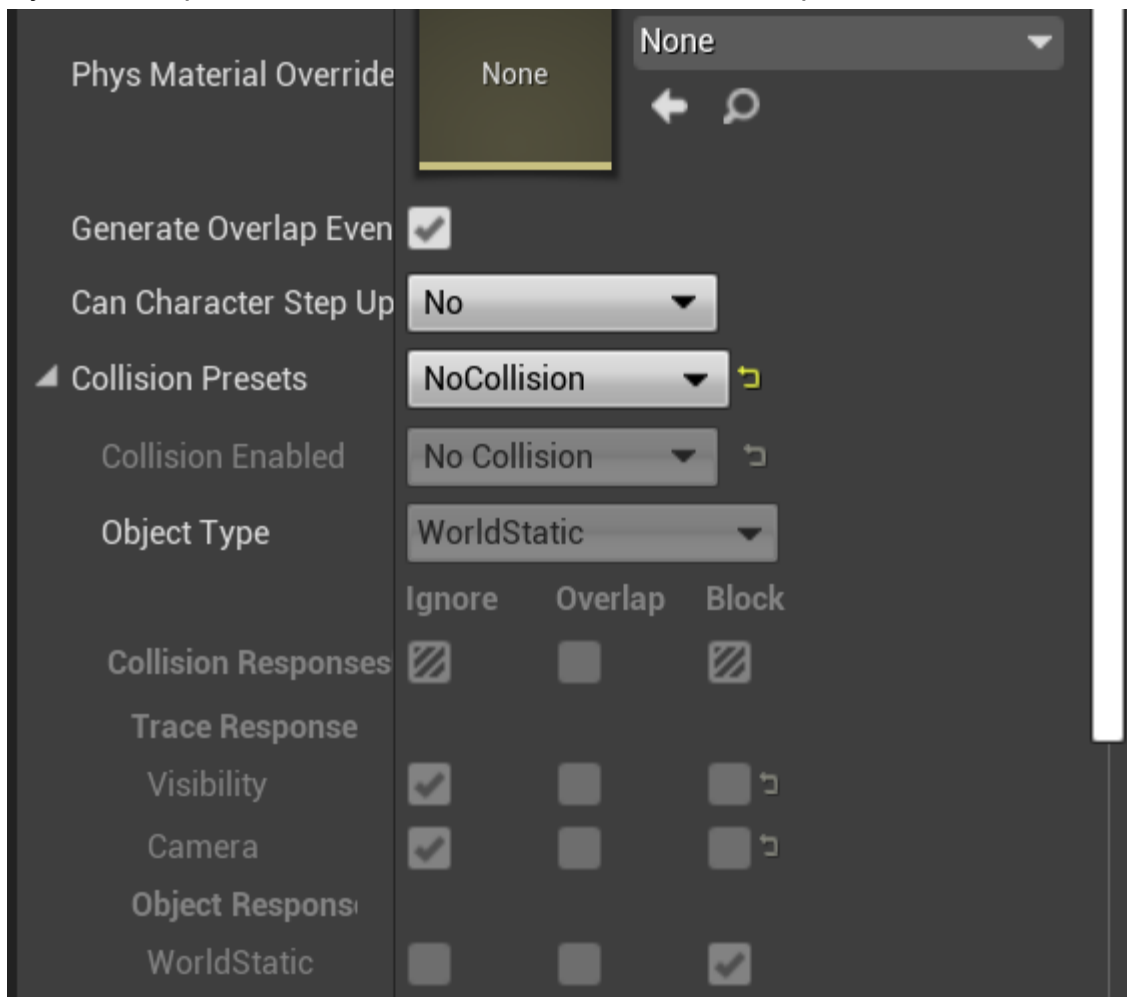 None
Phys Material Override
None
Generate Overlap Even
Can Character Step Up
No
Collision Presets
NoCollision
Collision Enabled
No Collision
Object Type
WorldStatic
Ignore Overlap Block
Collision Responses
Trace Response
Visibility
Camera
Object Respons
WorldStatic